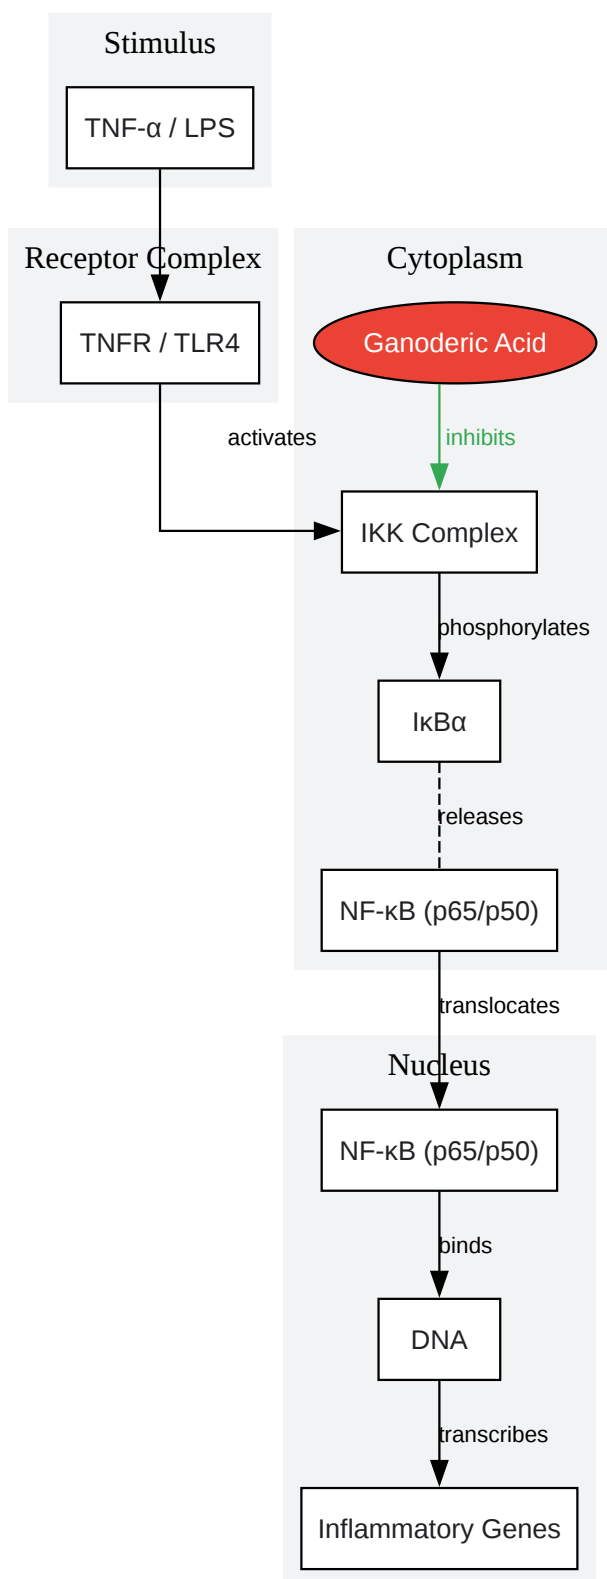 Stimulus
TNF-α / LPS
Receptor Complex
TNFR / TLR4
Cytoplasm
Ganoderic Acid
activates
inhibits
IKK Complex
phosphorylates
IκBα
releases
NF-κB (p65/p50)
translocates
Nucleus
NF-κB (p65/p50)
binds
DNA
transcribes
Inflammatory Genes